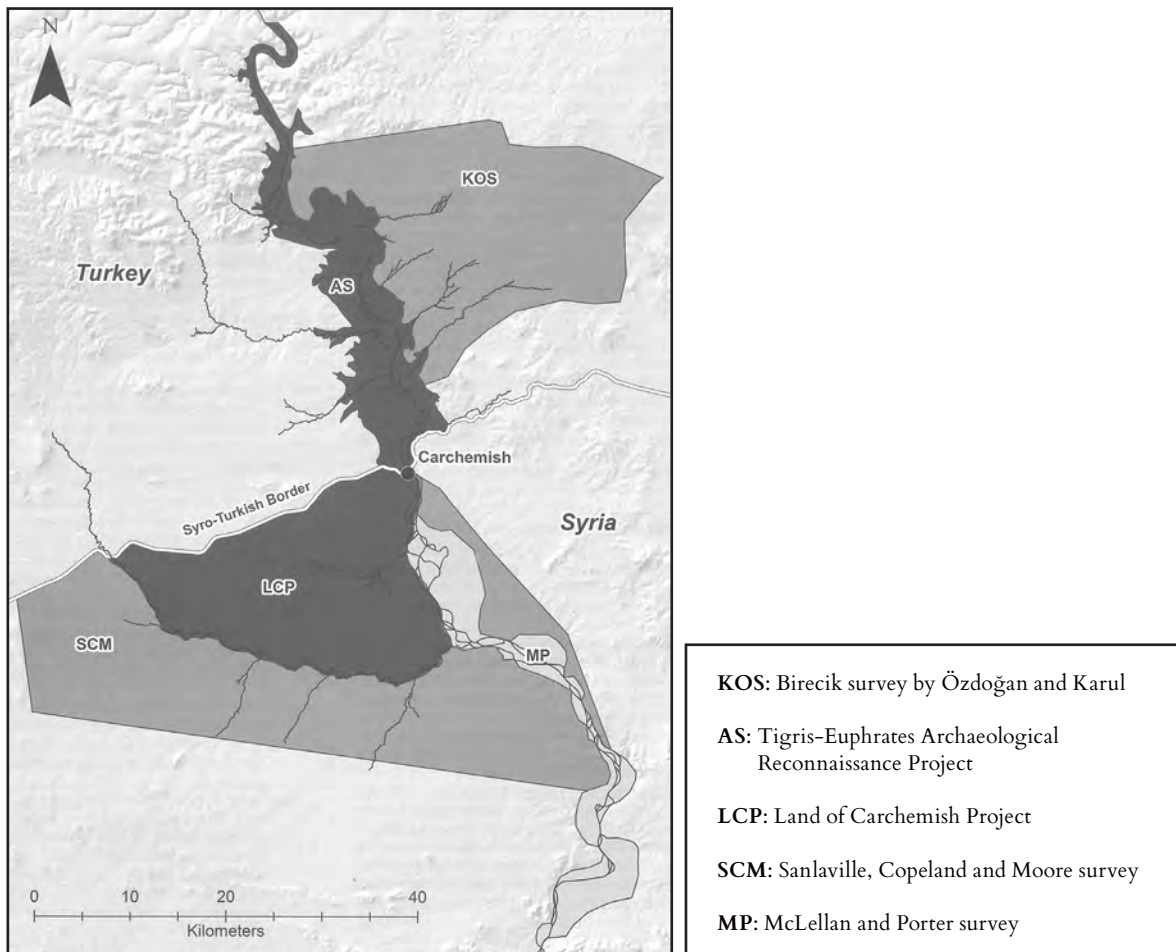 N
KOS
Turkey
AS
Carchemish
Syro-Turkish Border
Syria
LCP
SCM
MP
0 10 20 40
Kilometers
KOS: Birecik survey by Özdoğan and Karul
AS: Tigris-Euphrates Archaeological
Reconnaissance Project
LCP: Land of Carchemish Project
SCM: Sanlaville, Copeland and Moore survey
MP: McLellan and Porter survey